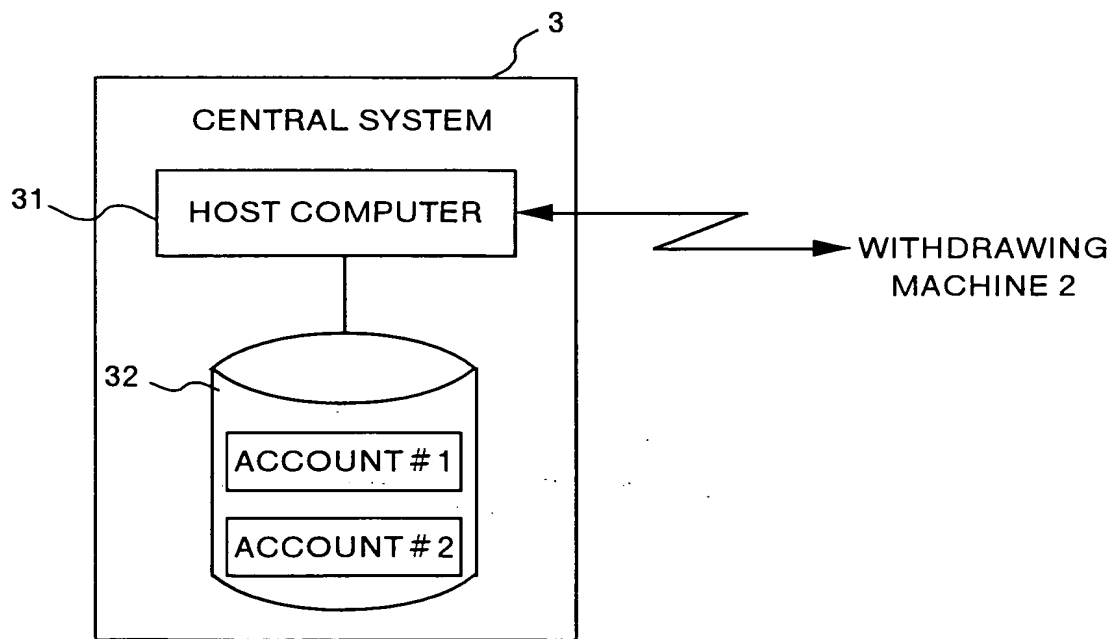 3
CENTRAL SYSTEM
31
HOST COMPUTER
WITHDRAWING
MACHINE 2
32
ACCOUNT #1
ACCOUNT #2